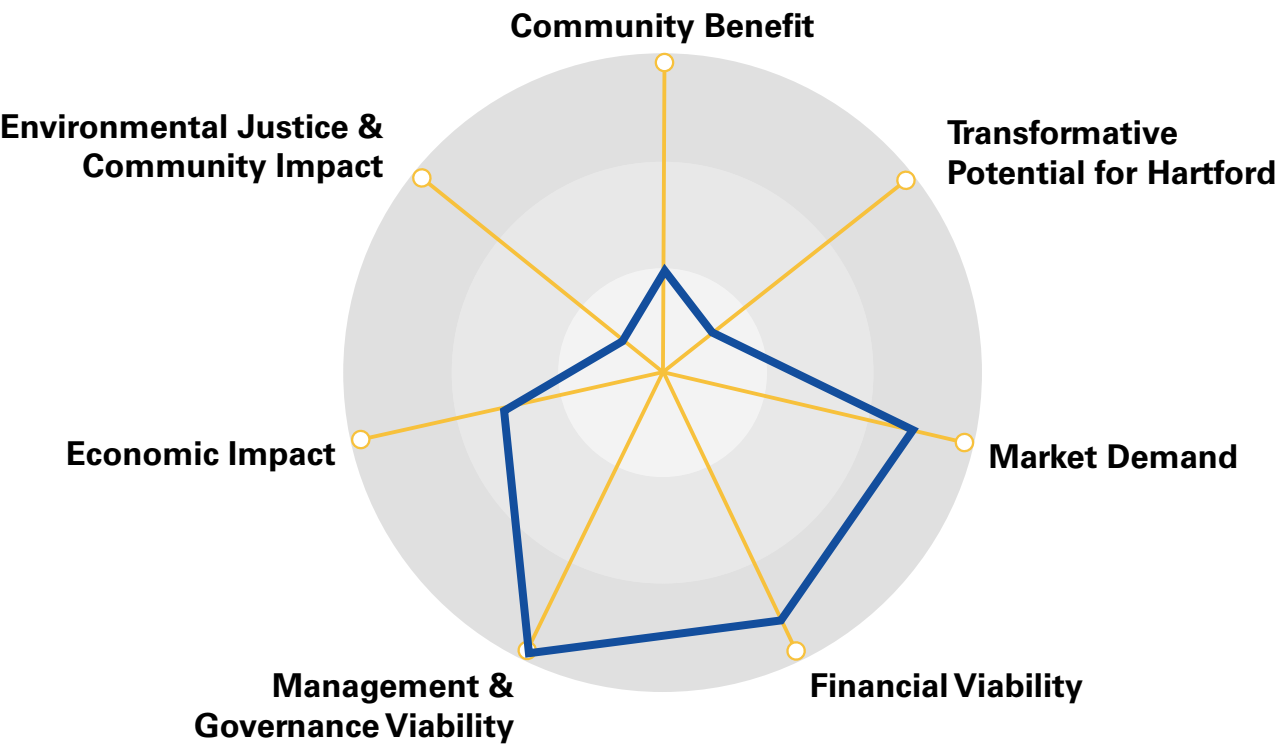 Community Benefit
Environmental Justice &
Community Impact
Transformative
Potential for Hartford
Economic Impact
Market Demand
Management &
Governance Viability
Financial Viability